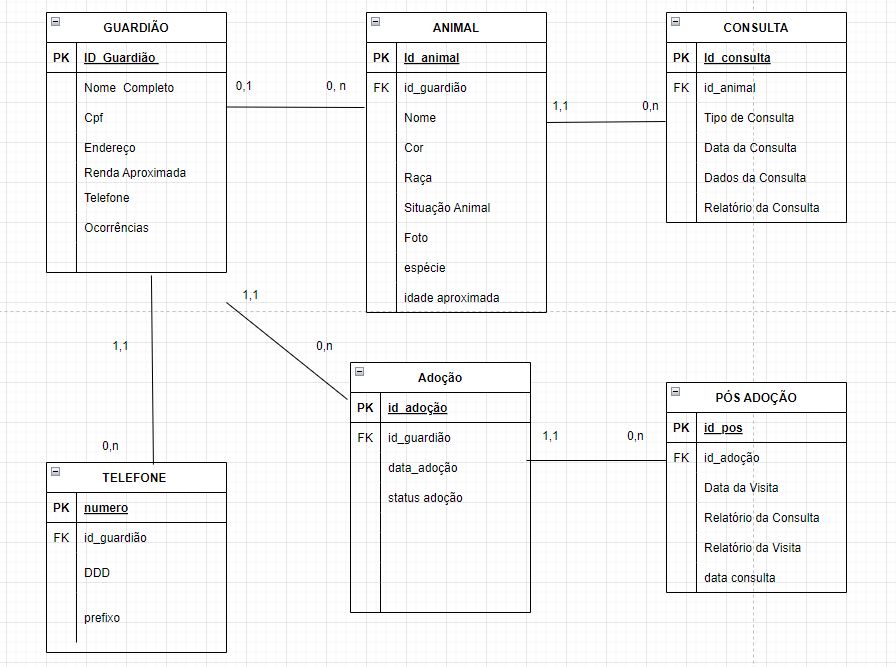 GUARDIÃO
PK ID_Guardião
Nome Completo
Cpf
Endereço
Renda Aproximada
Telefone
Ocorrências
0,1
0, n
ANIMAL
PK Id_animal
FK id_guardião
Nome
Cor
Raça
Situação Animal
Foto
espécie
idade aproximada
1,1
0,n
CONSULTA
PK Id_consulta
FK id_animal
Tipo de Consulta
Data da Consulta
Dados da Consulta
Relatório da Consulta
1,1
0,n
1,1
0,n
TELEFONE
PK numero
FK id_guardião
DDD
prefixo
Adoção
PK id_adoção
FK id_guardião
data_adoção
status adoção
1,1
0,n
PÓS ADOÇÃO
PK id_pos
FK id_adoção
Data da Visita
Relatório da Consulta
Relatório da Visita
data consulta